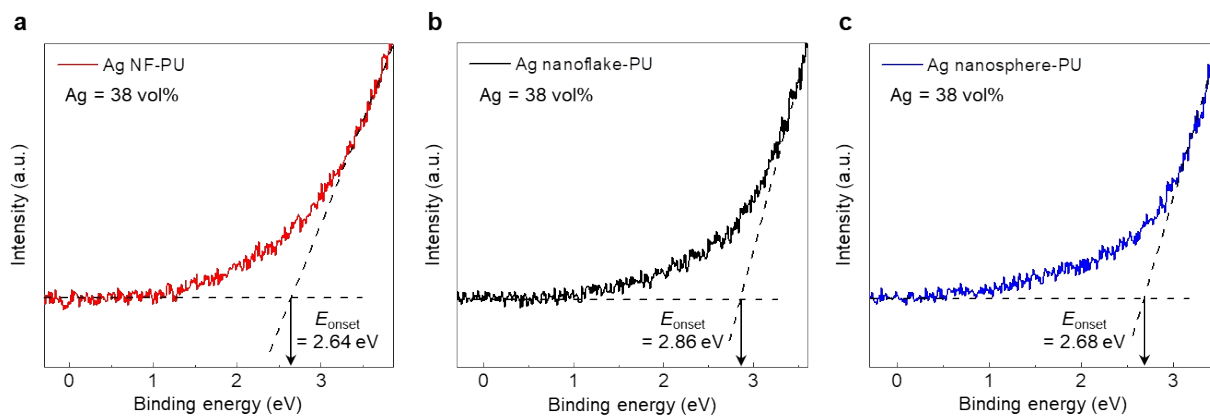 a
Ag NF-PU
Ag = 38 vol%
Intensity (a.u.)
E_onset
= 2.64 eV
0 1 2 3
Binding energy (eV)
b
Ag nanoflake-PU
Ag = 38 vol%
Intensity (a.u.)
E_onset
= 2.86 eV
0 1 2 3
Binding energy (eV)
c
Ag nanosphere-PU
Ag = 38 vol%
Intensity (a.u.)
E_onset
= 2.68 eV
0 1 2 3
Binding energy (eV)